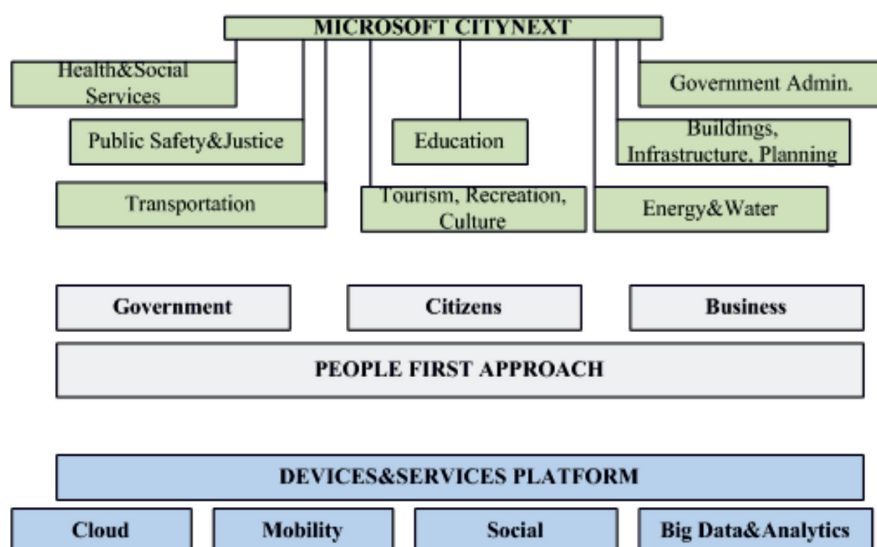 MICROSOFT CITYNEXT
Health&Social
Services
Government Admin.
Public Safety&Justice
Education
Buildings,
Infrastructure, Planning
Transportation
Tourism, Recreation,
Culture
Energy&Water
Government
Citizens
Business
PEOPLE FIRST APPROACH
DEVICES&SERVICES PLATFORM
Cloud
Mobility
Social
Big Data&Analytics